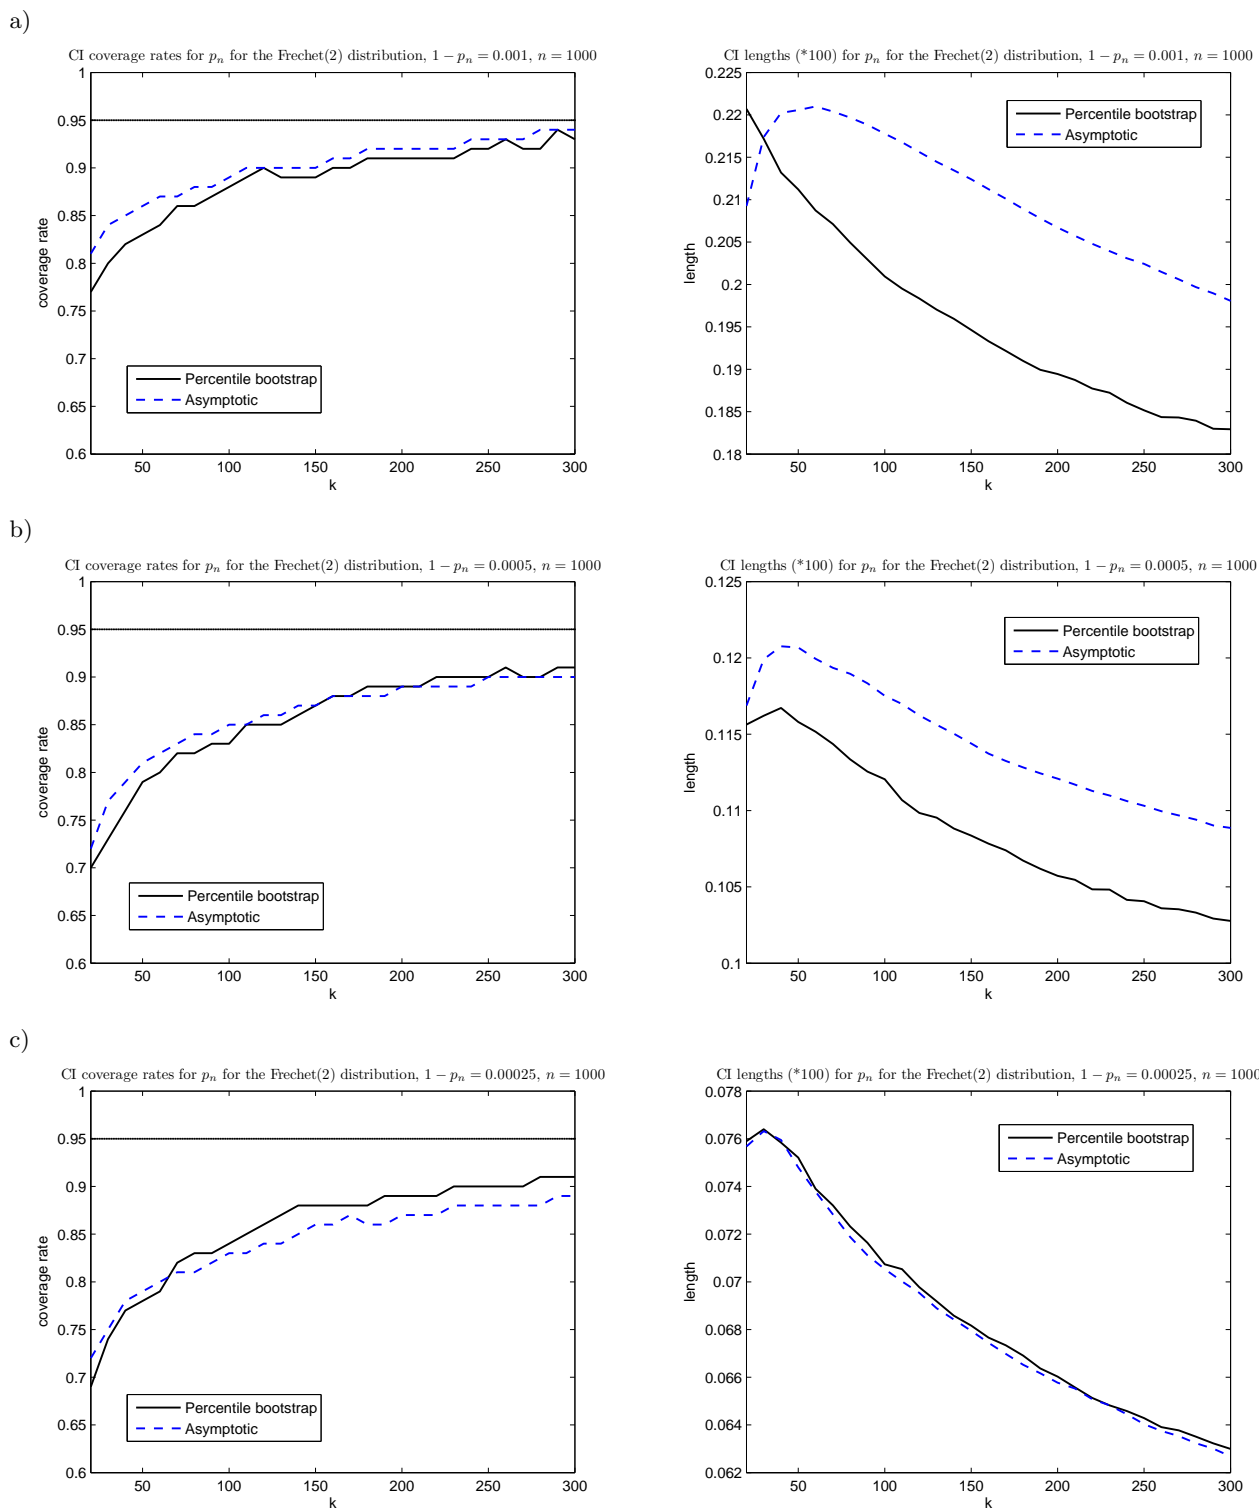 a)
CI coverage rates for pₙ for the Frechet(2) distribution, 1 − pₙ = 0.001, n = 1000
1
0.95
0.9
0.85
0.8
0.75
0.7
0.65
0.6
coverage rate
Percentile bootstrap
Asymptotic
50 100 150 200 250 300
k
CI lengths (*100) for pₙ for the Frechet(2) distribution, 1 − pₙ = 0.001, n = 1000
0.225
0.22
0.215
0.21
0.205
0.2
0.195
0.19
0.185
0.18
length
Percentile bootstrap
Asymptotic
50 100 150 200 250 300
k
b)
CI coverage rates for pₙ for the Frechet(2) distribution, 1 − pₙ = 0.0005, n = 1000
1
0.95
0.9
0.85
0.8
0.75
0.7
0.65
0.6
coverage rate
Percentile bootstrap
Asymptotic
50 100 150 200 250 300
k
CI lengths (*100) for pₙ for the Frechet(2) distribution, 1 − pₙ = 0.0005, n = 1000
0.125
0.12
0.115
0.11
0.105
0.1
length
Percentile bootstrap
Asymptotic
50 100 150 200 250 300
k
c)
CI coverage rates for pₙ for the Frechet(2) distribution, 1 − pₙ = 0.00025, n = 1000
1
0.95
0.9
0.85
0.8
0.75
0.7
0.65
0.6
coverage rate
Percentile bootstrap
Asymptotic
50 100 150 200 250 300
k
CI lengths (*100) for pₙ for the Frechet(2) distribution, 1 − pₙ = 0.00025, n = 1000
0.078
0.076
0.074
0.072
0.07
0.068
0.066
0.064
0.062
length
Percentile bootstrap
Asymptotic
50 100 150 200 250 300
k